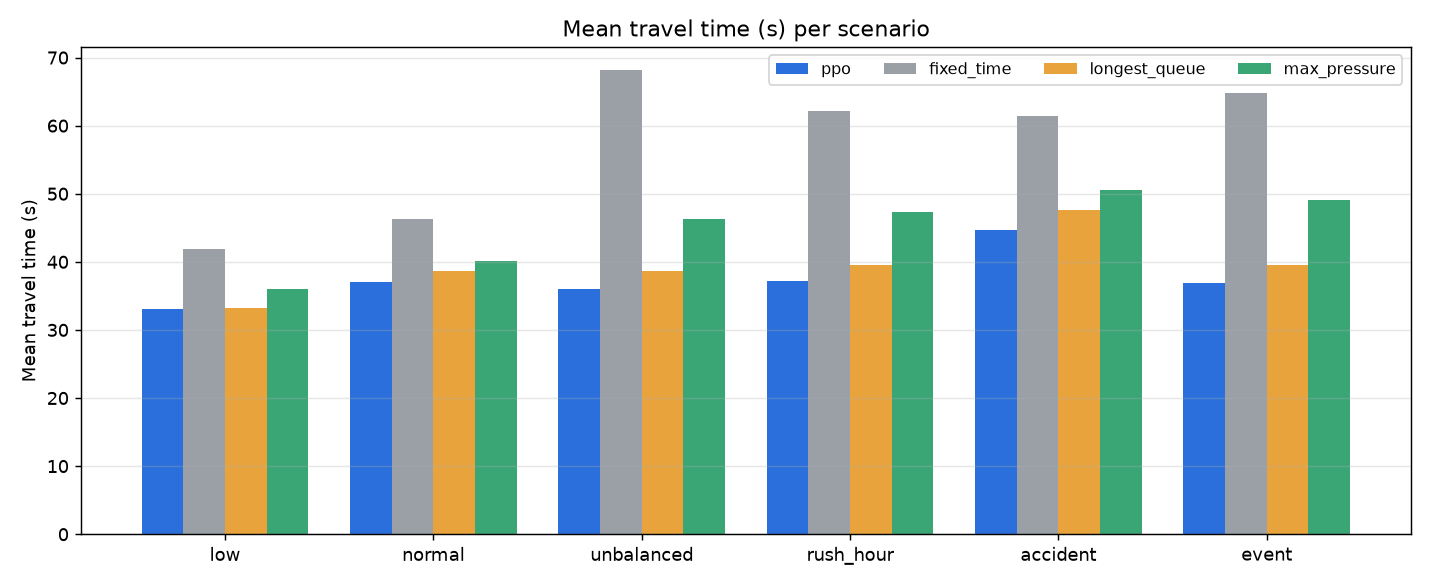 Mean travel time (s) per scenario
ppo fixed_time longest_queue max_pressure
Mean travel time (s)
70
60
50
40
30
20
10
0
low normal unbalanced rush_hour accident event